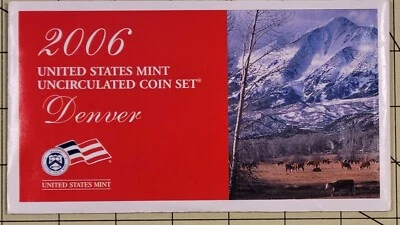 2006
UNITED STATES MINT
UNCIRCULATED COIN SET®
Denver
UNITED STATES MINT